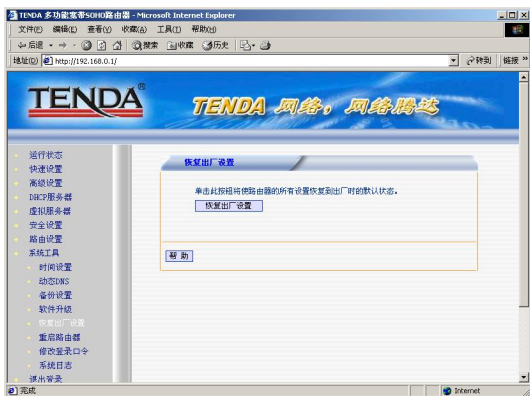 TENDA 多功能宽带SOHO路由器 - Microsoft Internet Explorer
文件(F) 编辑(E) 查看(V) 收藏(A) 工具(T) 帮助(H)
后退 搜索 收藏 历史
地址(D) http://192.168.0.1/ 转到 链接 »
TENDA®
TENDA 网络，网络腾达
运行状态
快速设置
高级设置
DHCP服务器
虚拟服务器
安全设置
路由设置
系统工具
时间设置
动态DNS
备份设置
软件升级
恢复出厂设置
重启路由器
修改登录口令
系统日志
退出登录
恢复出厂设置
单击此按钮将使路由器的所有设置恢复到出厂时的默认状态。
恢复出厂设置
帮 助
完成
Internet